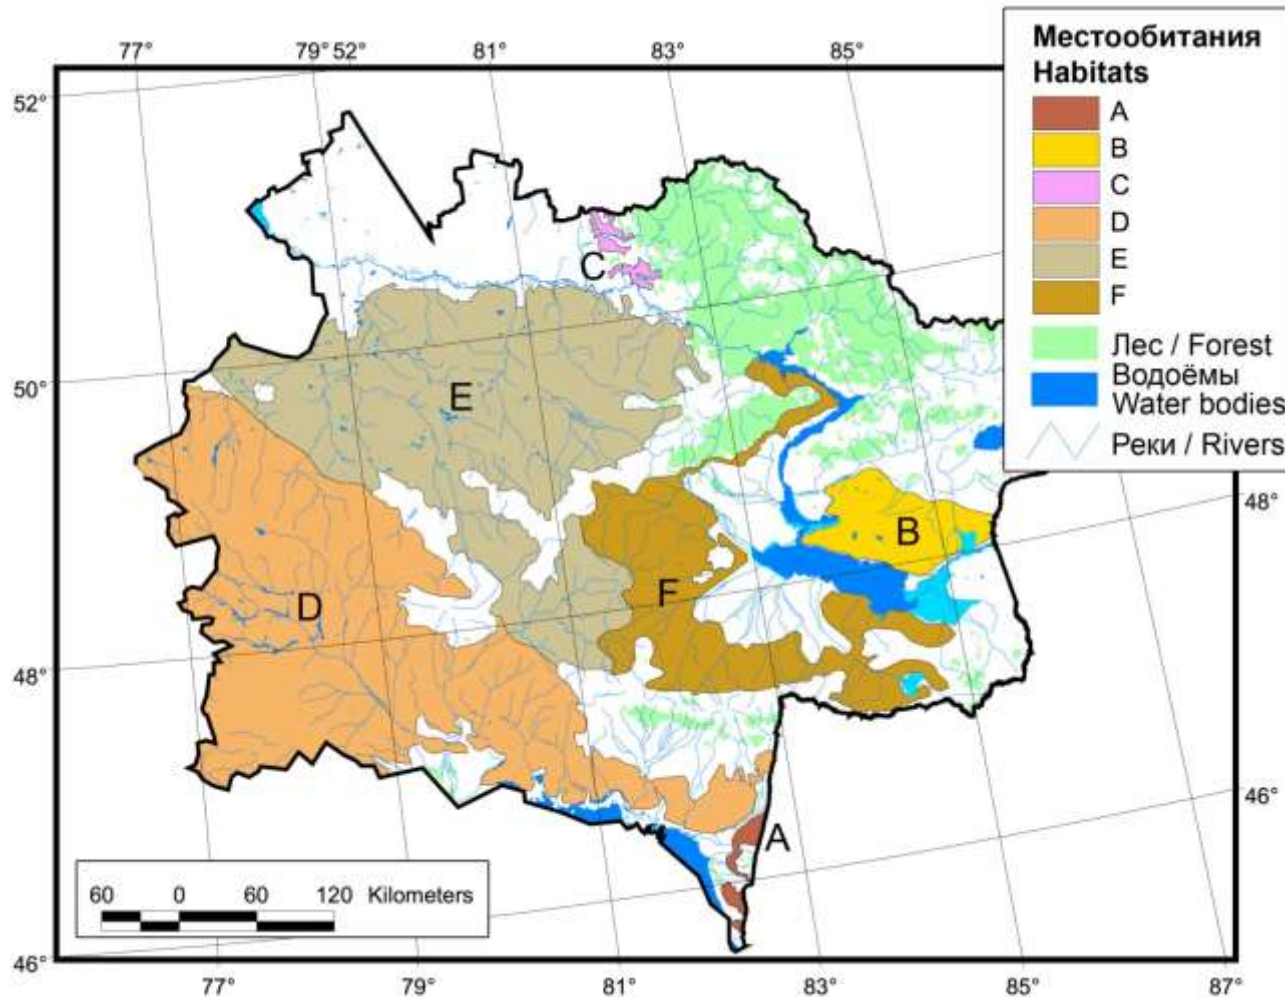 77° 79° 52° 81° 83° 85°
Местообитания
Habitats
A
B
C
D
E
F
Лес / Forest
Водоёмы
Water bodies
Реки / Rivers
52°
50°
48°
46°
48°
46°
C
E
B
D
F
A
60 0 60 120 Kilometers
77° 79° 81° 83° 85° 87°